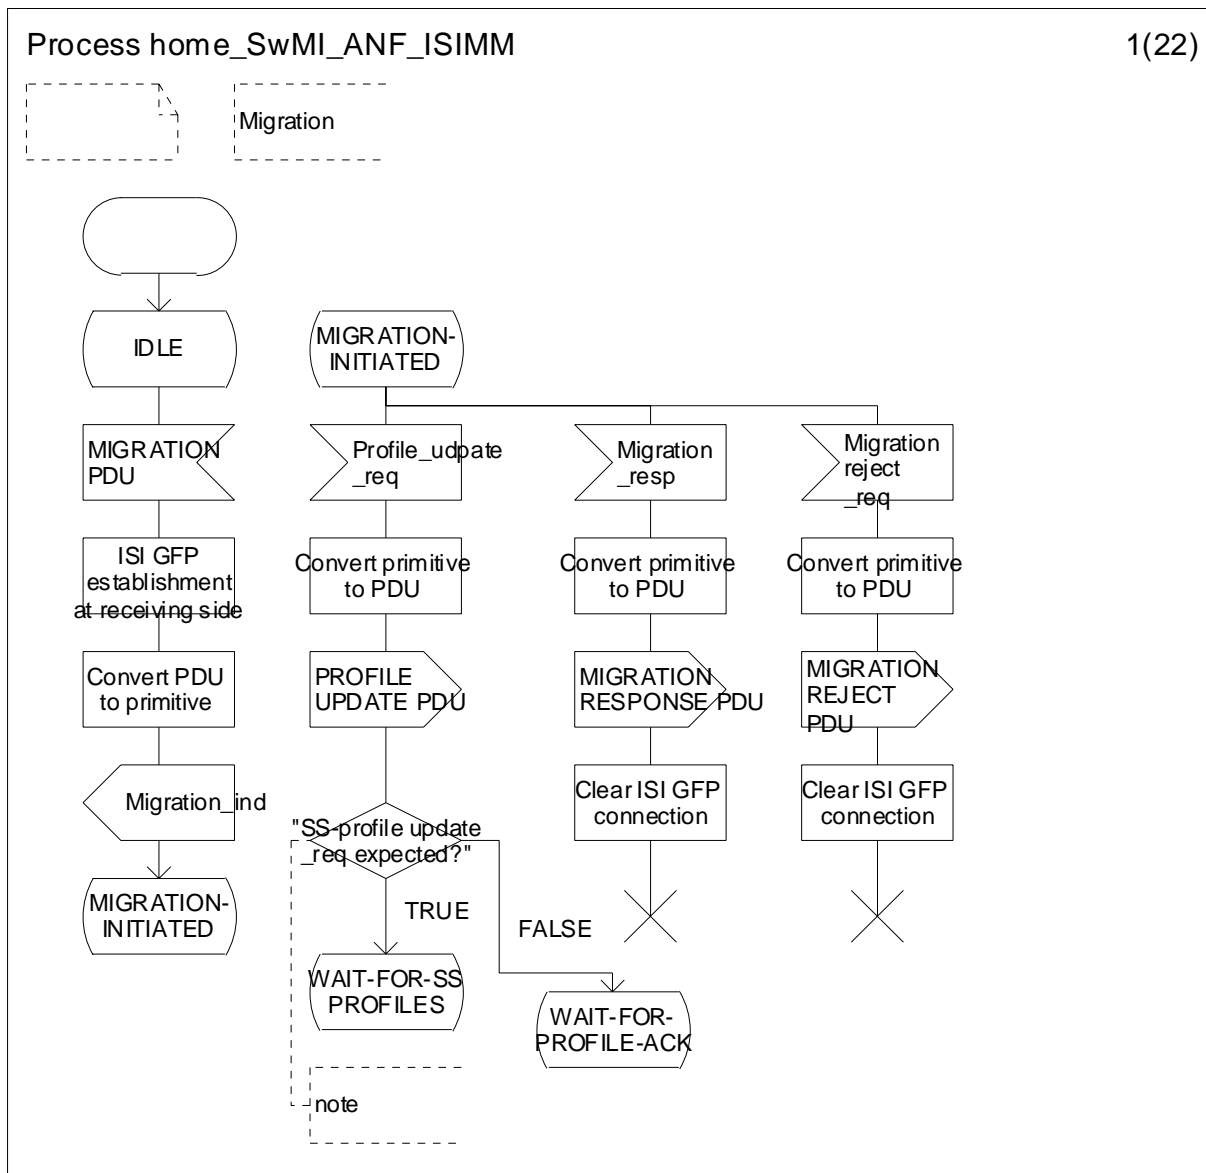 Process home_SwMI_ANF_ISIMM
1(22)
Migration
IDLE
MIGRATION
PDU
ISI GFP
establishment
at receiving side
Convert PDU
to primitive
Migration_ind
MIGRATION-
INITIATED
MIGRATION-
INITIATED
Profile_udpate
_req
Convert primitive
to PDU
PROFILE
UPDATE PDU
"SS-profile update
_req expected?"
TRUE
FALSE
WAIT-FOR-SS
PROFILES
WAIT-FOR-
PROFILE-ACK
note
Migration
_resp
Convert primitive
to PDU
MIGRATION
RESPONSE PDU
Clear ISI GFP
connection
Migration
reject
_req
Convert primitive
to PDU
MIGRATION
REJECT
PDU
Clear ISI GFP
connection